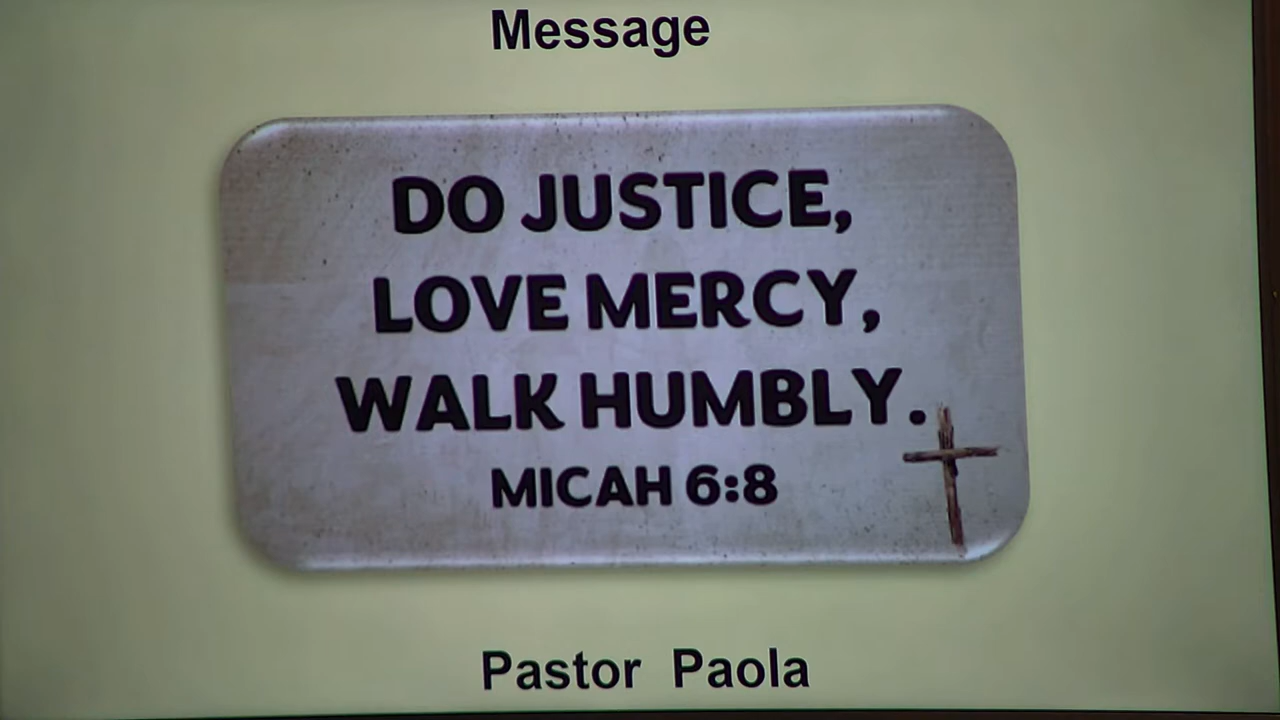 Message
DO JUSTICE,
LOVE MERCY,
WALK HUMBLY.
MICAH 6:8
Pastor Paola